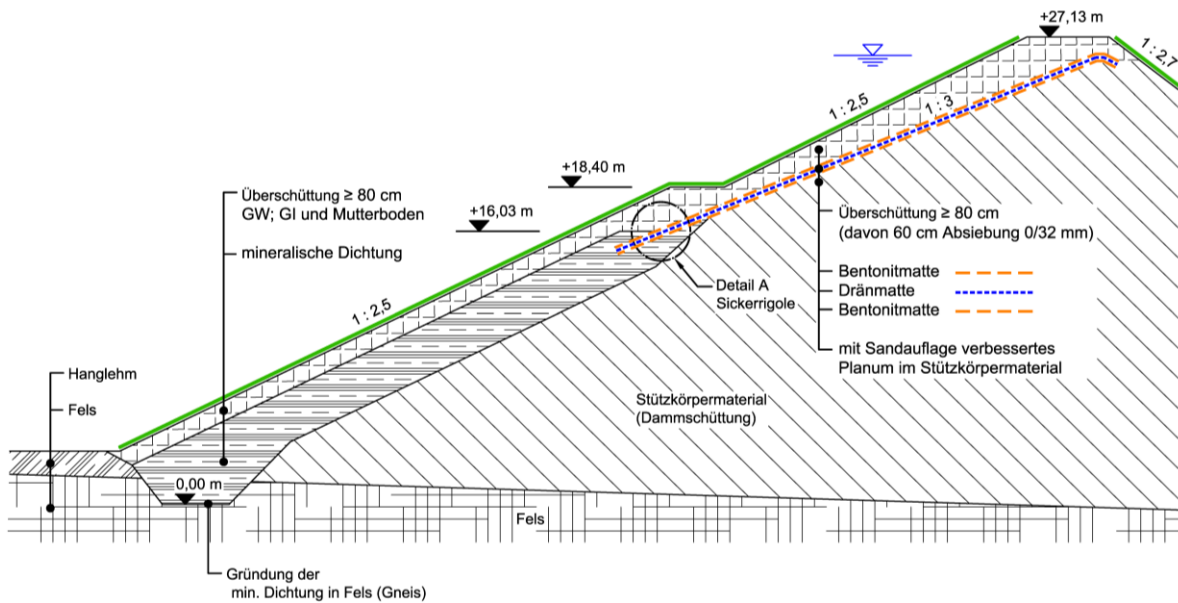 +27,13 m
1 : 2,7
1 : 2,5
1 : 3
+18,40 m
Überschüttung ≥ 80 cm
GW; GI und Mutterboden
+16,03 m
mineralische Dichtung
Überschüttung ≥ 80 cm
(davon 60 cm Absiebung 0/32 mm)
Bentonitmatte
Dränmatte
Bentonitmatte
Detail A
Sickerrigole
1 : 2,5
mit Sandauflage verbessertes
Planum im Stützkörpermaterial
Hanglehm
Fels
Stützkörpermaterial
(Dammschüttung)
0,00 m
Fels
Gründung der
min. Dichtung in Fels (Gneis)